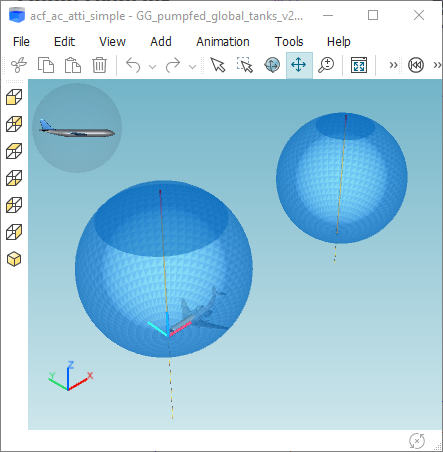 acf_ac_atti_simple - GG_pumpfed_global_tanks_v2...
File Edit View Add Animation Tools Help
Z
Y X